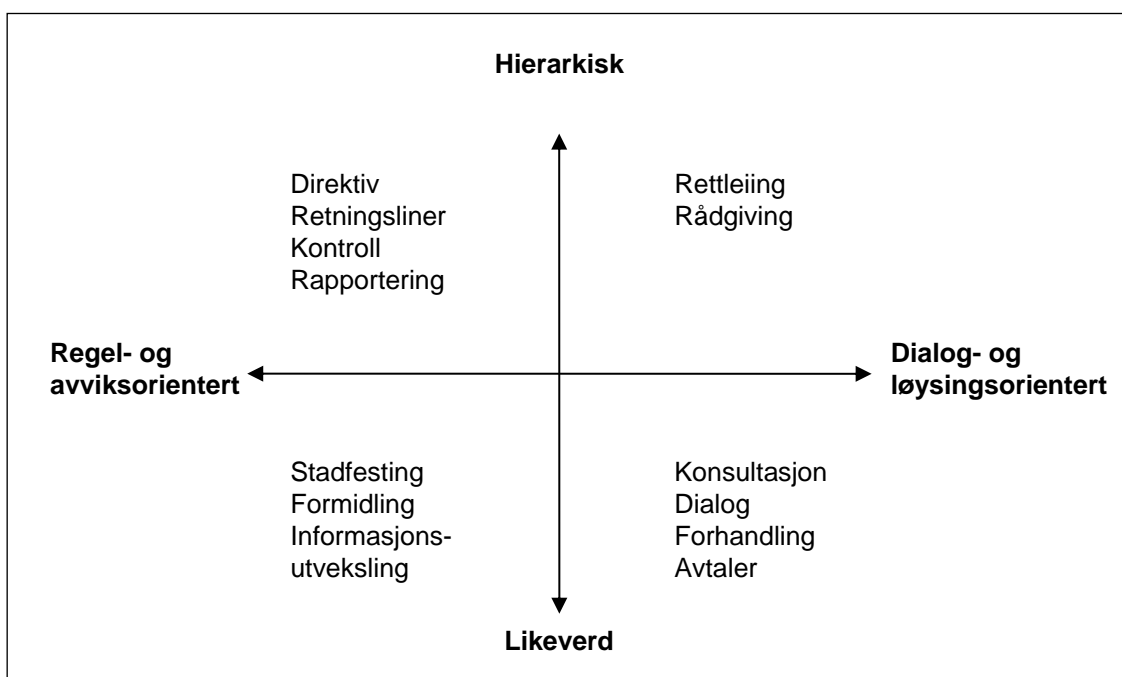 Hierarkisk
Direktiv
Retningsliner
Kontroll
Rapportering
Rettleiing
Rådgiving
Regel- og
avviksorientert
Dialog- og
løysingsorientert
Stadfesting
Formidling
Informasjons-
utveksling
Konsultasjon
Dialog
Forhandling
Avtaler
Likeverd